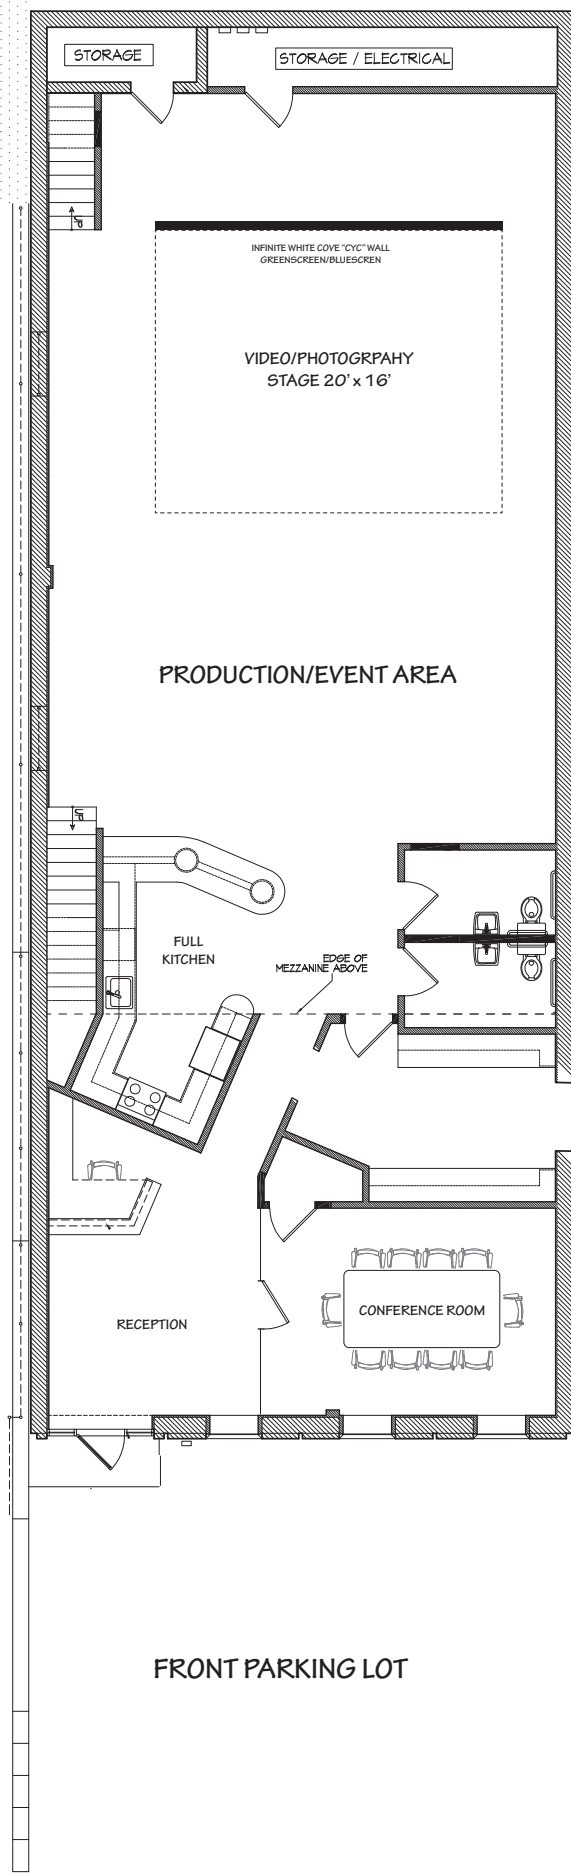 STORAGE
STORAGE / ELECTRICAL
UP
INFINITE WHITE COVE "CYC" WALL
GREENSCREEN/BLUESCREN
VIDEO/PHOTOGRPAHY
STAGE 20' x 16'
PRODUCTION/EVENT AREA
UP
FULL
KITCHEN
EDGE OF
MEZZANINE ABOVE
CONFERENCE ROOM
RECEPTION
FRONT PARKING LOT